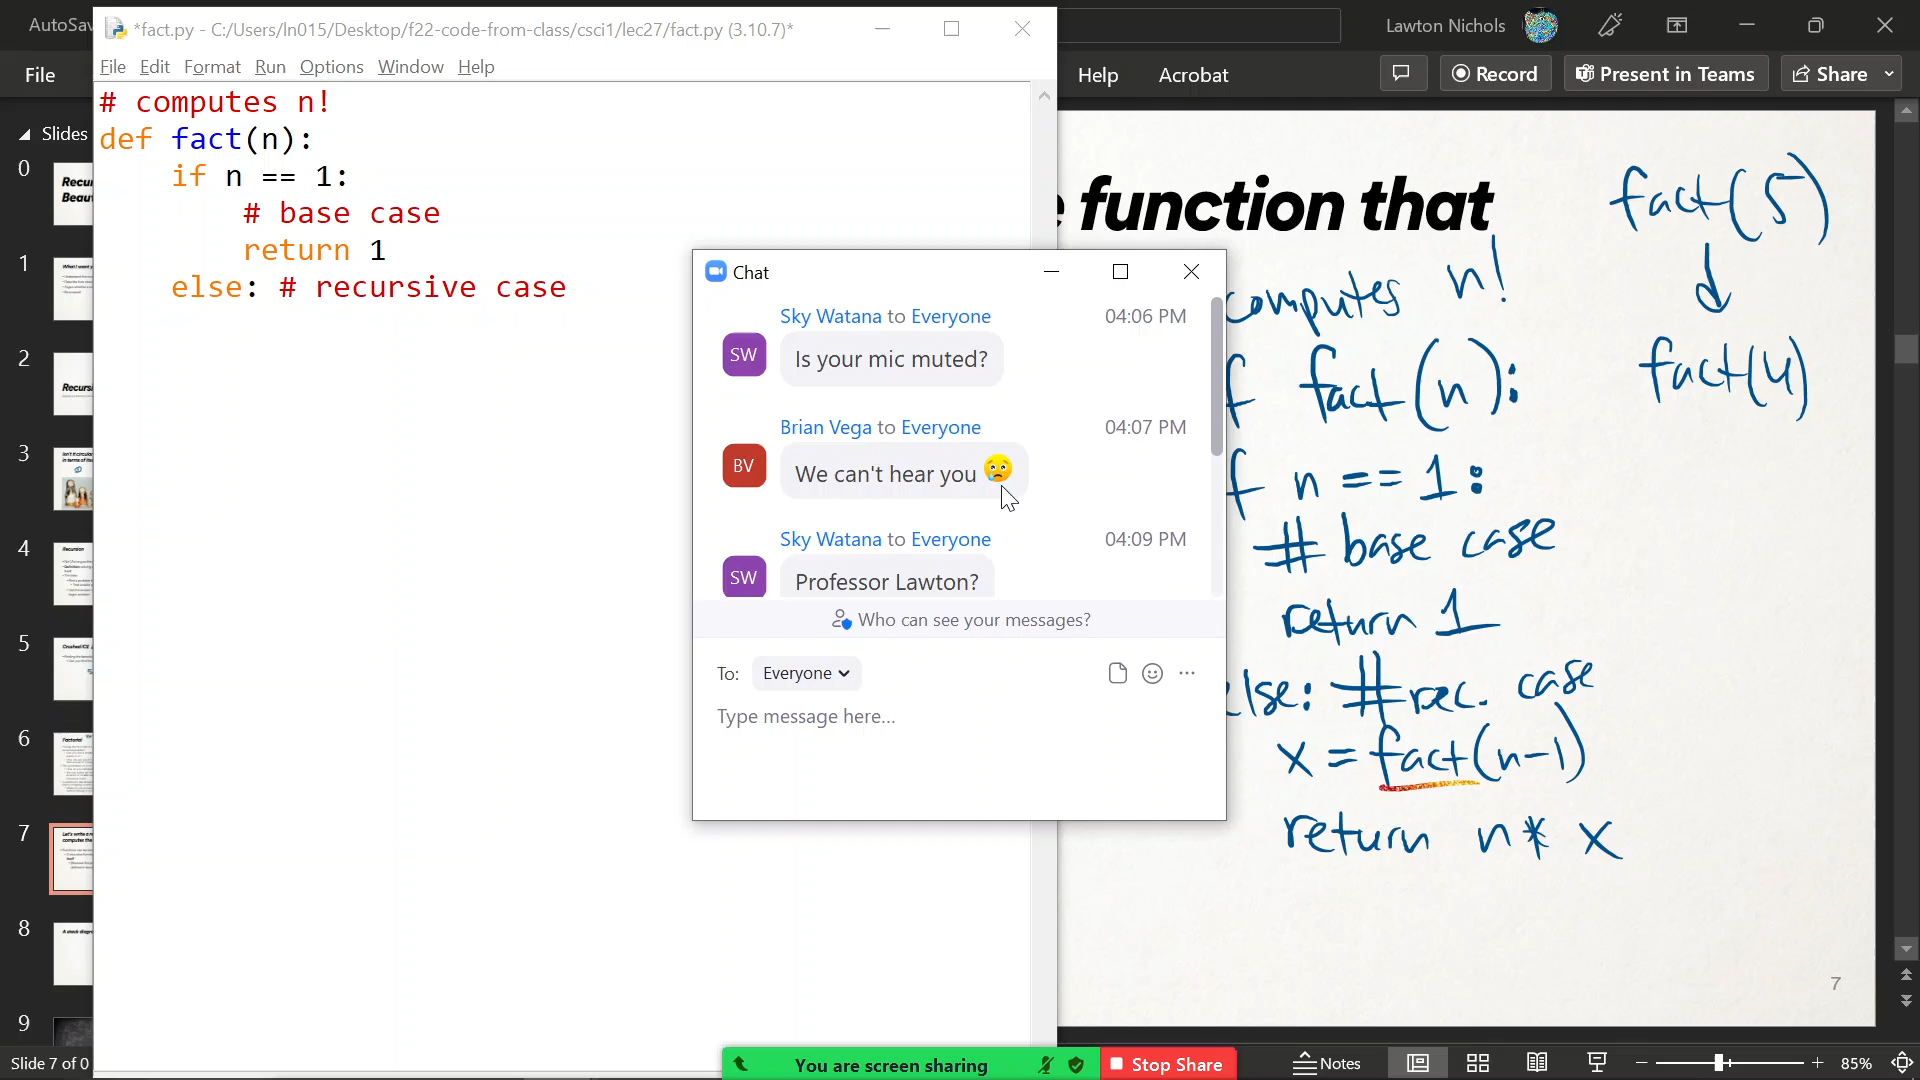 AutoSav
*fact.py - C:/Users/ln015/Desktop/f22-code-from-class/csci1/lec27/fact.py (3.10.7)*
Lawton Nichols
File Edit Format Run Options Window Help
File
Help Acrobat
Record
Present in Teams
Share
# computes n!
def fact(n):
if n == 1:
# base case
return 1
else: # recursive case
Slides
0
1
2
3
4
5
6
7
8
9
Recursion
Factorial
function that
fact(5)
computes n!
fact(4)
f fact(n):
f n == 1:
# base case
return 1
lse: # rec. case
x = fact(n-1)
return n * x
7
Chat
Sky Watana to Everyone 04:06 PM
SW
Is your mic muted?
Brian Vega to Everyone 04:07 PM
BV
We can't hear you 😢
Sky Watana to Everyone 04:09 PM
SW
Professor Lawton?
Who can see your messages?
To: Everyone
Type message here...
Slide 7 of 0
You are screen sharing
Stop Share
Notes
85%